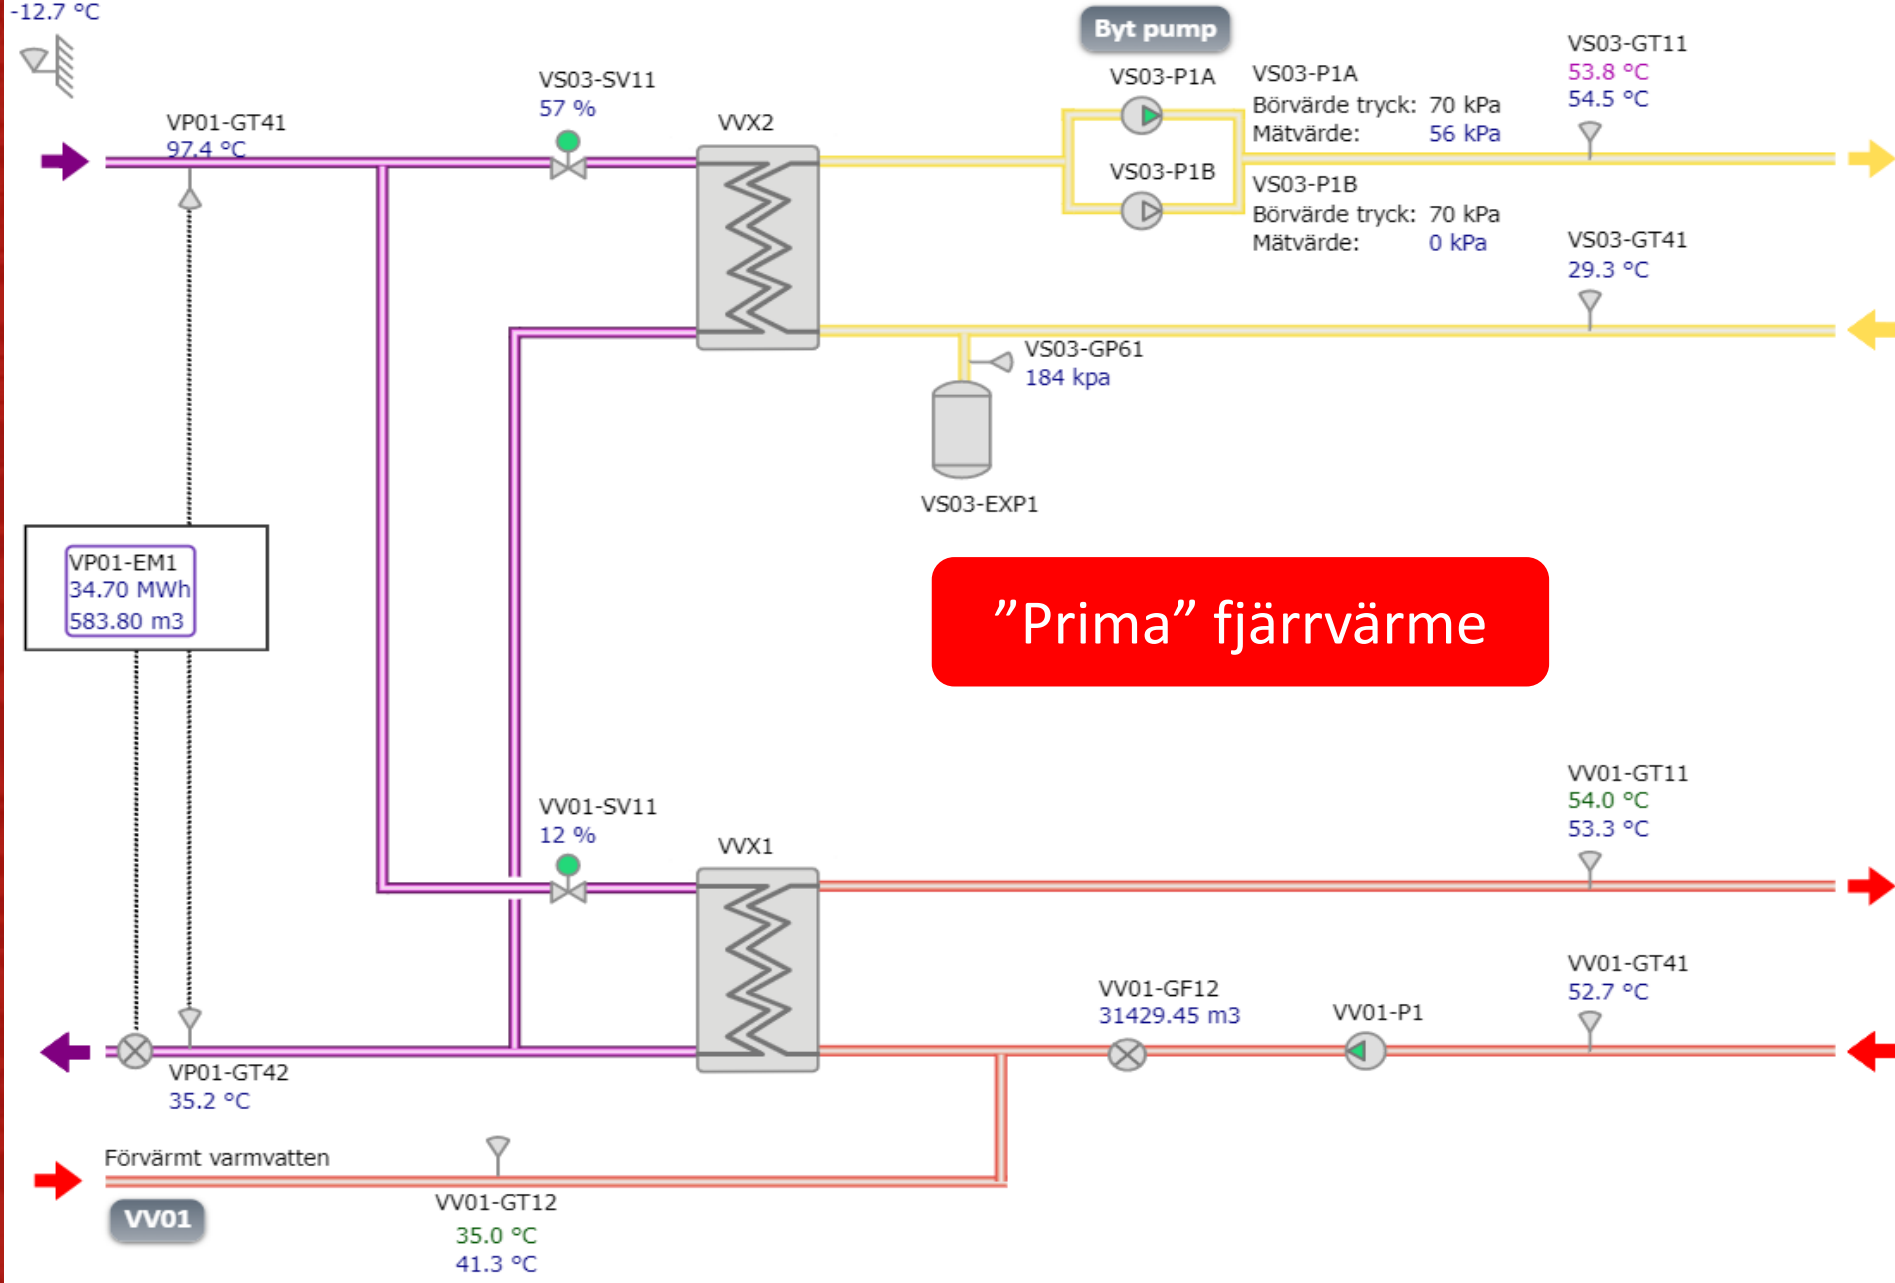 -12.7 °C
Byt pump
VS03-GT11
53.8 °C
54.5 °C
VS03-SV11
57 %
VS03-P1A
VS03-P1A
Börvärde tryck: 70 kPa
Mätvärde: 56 kPa
VP01-GT41
97.4 °C
VVX2
VS03-P1B
VS03-P1B
Börvärde tryck: 70 kPa
Mätvärde: 0 kPa
VS03-GT41
29.3 °C
VS03-GP61
184 kpa
VS03-EXP1
VP01-EM1
34.70 MWh
583.80 m3
”Prima” fjärrvärme
VV01-GT11
54.0 °C
53.3 °C
VV01-SV11
12 %
VVX1
VV01-GT41
52.7 °C
VV01-GF12
31429.45 m3
VV01-P1
VP01-GT42
35.2 °C
Förvärmt varmvatten
VV01
VV01-GT12
35.0 °C
41.3 °C